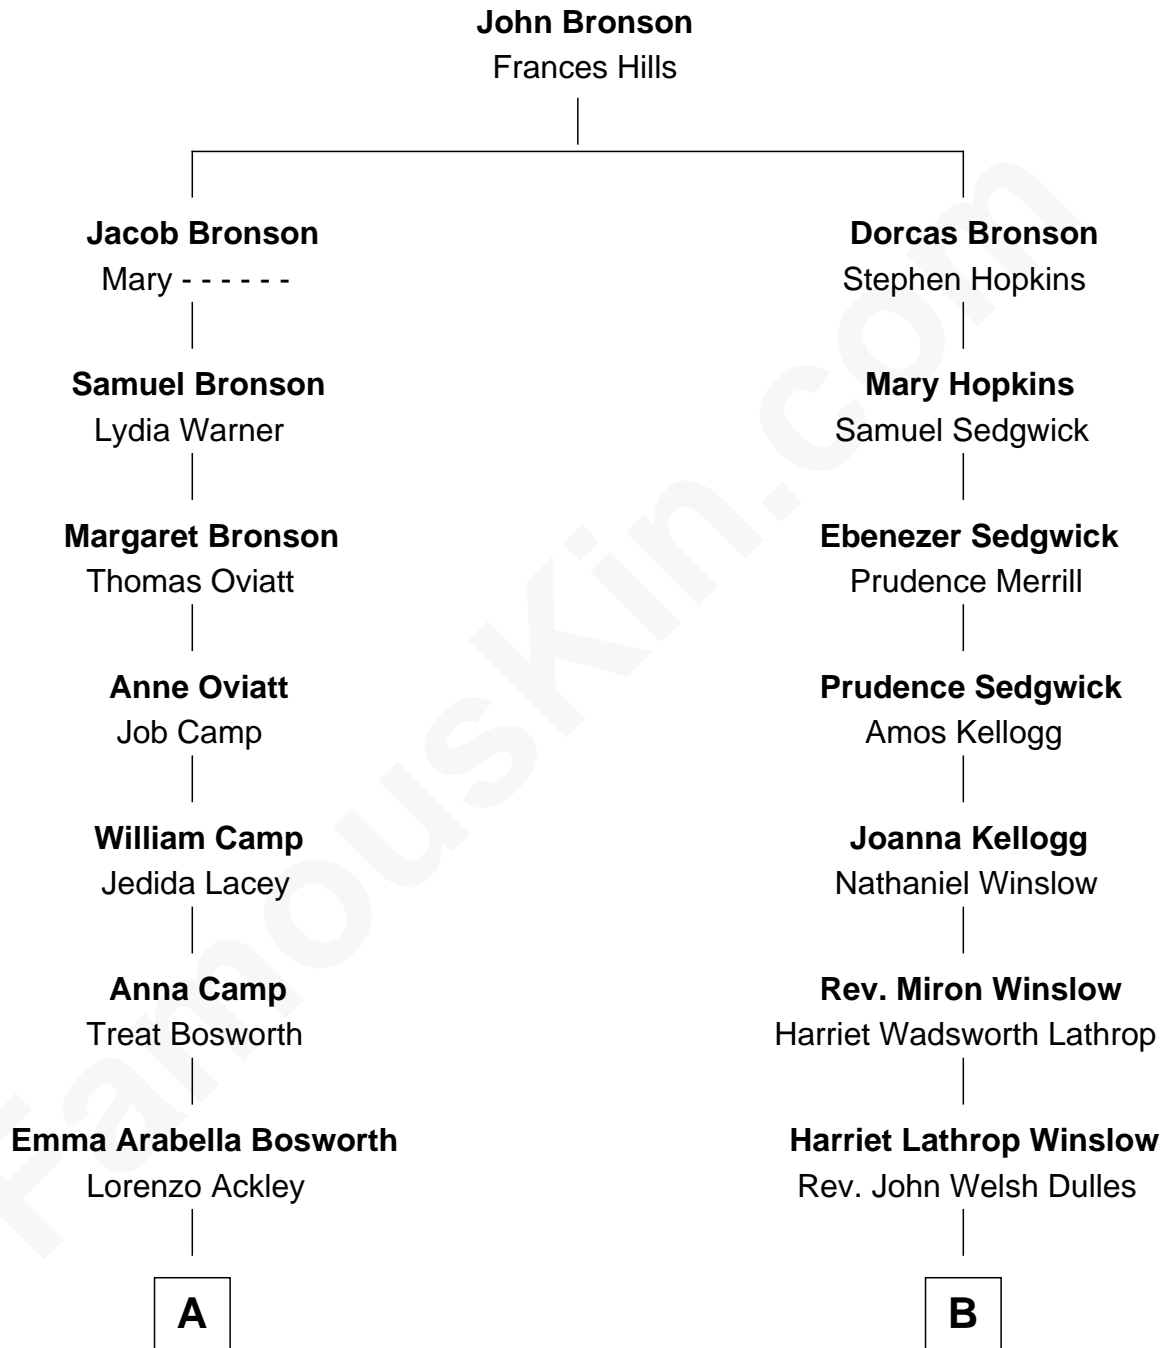 John Bronson
Frances Hills
Jacob Bronson
Mary - - - - - -
Samuel Bronson
Lydia Warner
Margaret Bronson
Thomas Oviatt
Anne Oviatt
Job Camp
William Camp
Jedida Lacey
Anna Camp
Treat Bosworth
Emma Arabella Bosworth
Lorenzo Ackley
A
Dorcas Bronson
Stephen Hopkins
Mary Hopkins
Samuel Sedgwick
Ebenezer Sedgwick
Prudence Merrill
Prudence Sedgwick
Amos Kellogg
Joanna Kellogg
Nathaniel Winslow
Rev. Miron Winslow
Harriet Wadsworth Lathrop
Harriet Lathrop Winslow
Rev. John Welsh Dulles
B
FamousKin.com